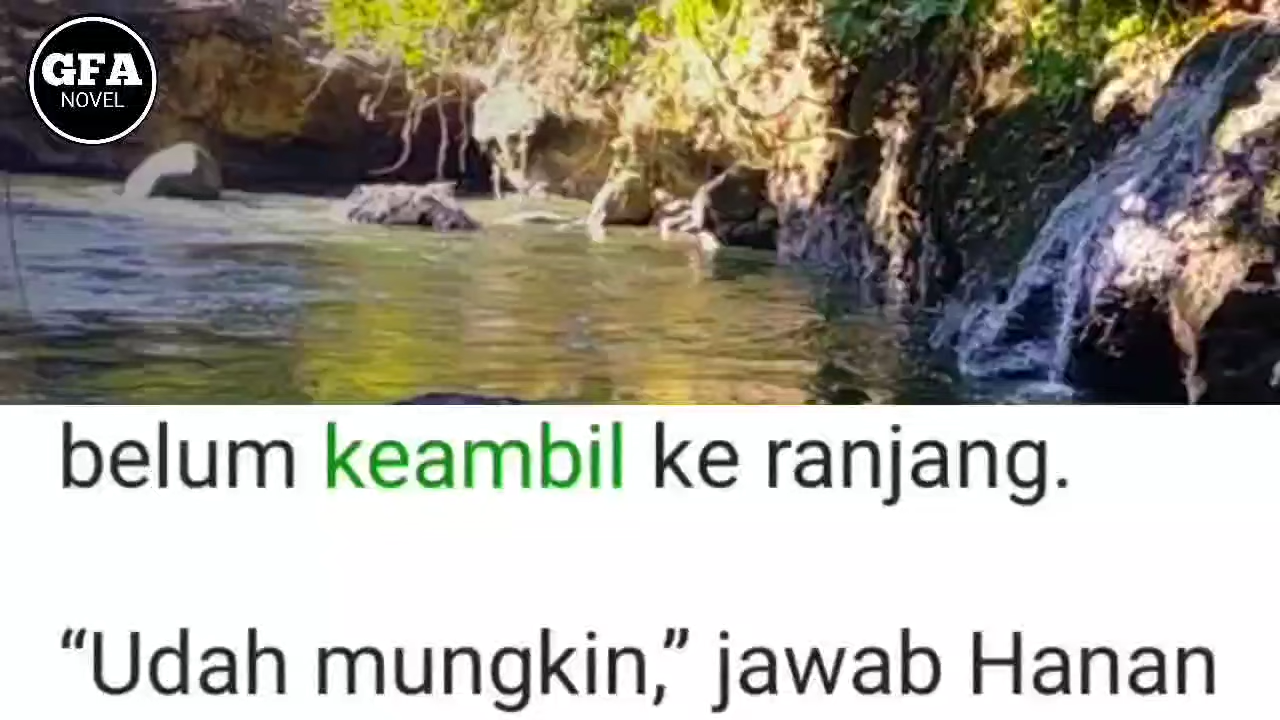 GFA
NOVEL
belum keambil ke ranjang.
“Udah mungkin,” jawab Hanan